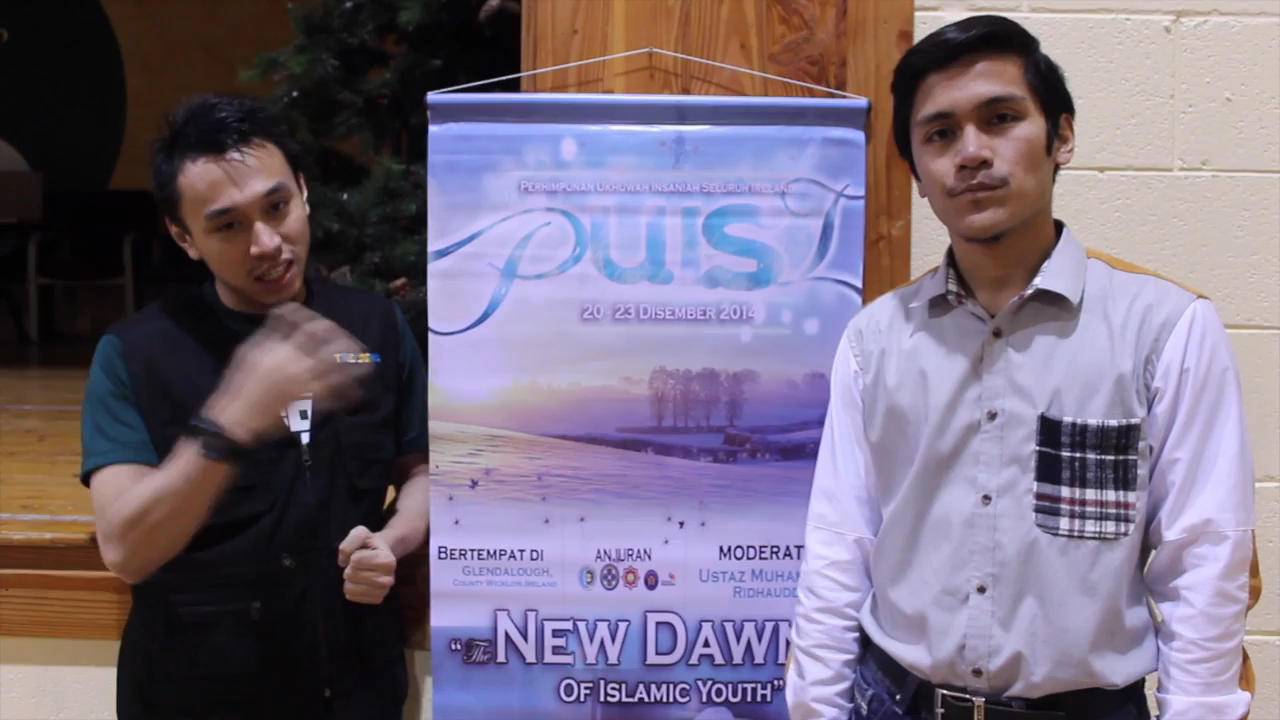 PERHIMPUNAN UKHUWAH INSANIAH SELURUH IRELAND
PUISI
20 - 23 DISEMBER 2014
BERTEMPAT DI
GLENDALOUGH,
COUNTY WICKLOW, IRELAND
ANJURAN
MODERAT
USTAZ MUHAM
RIDHAUDD
"The NEW DAWN
OF ISLAMIC YOUTH"